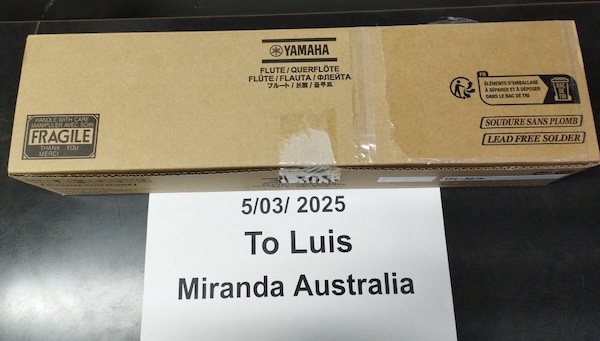 YAMAHA
FLUTE / QUERFLÖTE
FLÛTE / FLAUTA / ФЛЕЙТА
フルート / 长笛 / 플루트
HANDLE WITH CARE
MANIPULER AVEC SOIN
FRAGILE
THANK YOU
MERCI
FR
ÉLÉMENTS D'EMBALLAGE
À SÉPARER ET À DÉPOSER
DANS LE BAC DE TRI
SOUDURE SANS PLOMB
LEAD FREE SOLDER
5/03/ 2025
To Luis
Miranda Australia